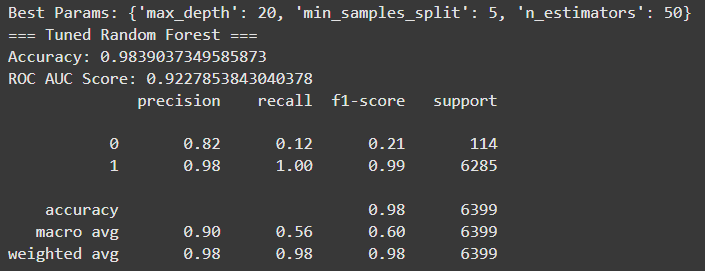 Best Params: {'max_depth': 20, 'min_samples_split': 5, 'n_estimators': 50}
=== Tuned Random Forest ===
Accuracy: 0.9839037349585873
ROC AUC Score: 0.9227853843040378
precision recall f1-score support
0 0.82 0.12 0.21 114
1 0.98 1.00 0.99 6285
accuracy 0.98 6399
macro avg 0.90 0.56 0.60 6399
weighted avg 0.98 0.98 0.98 6399